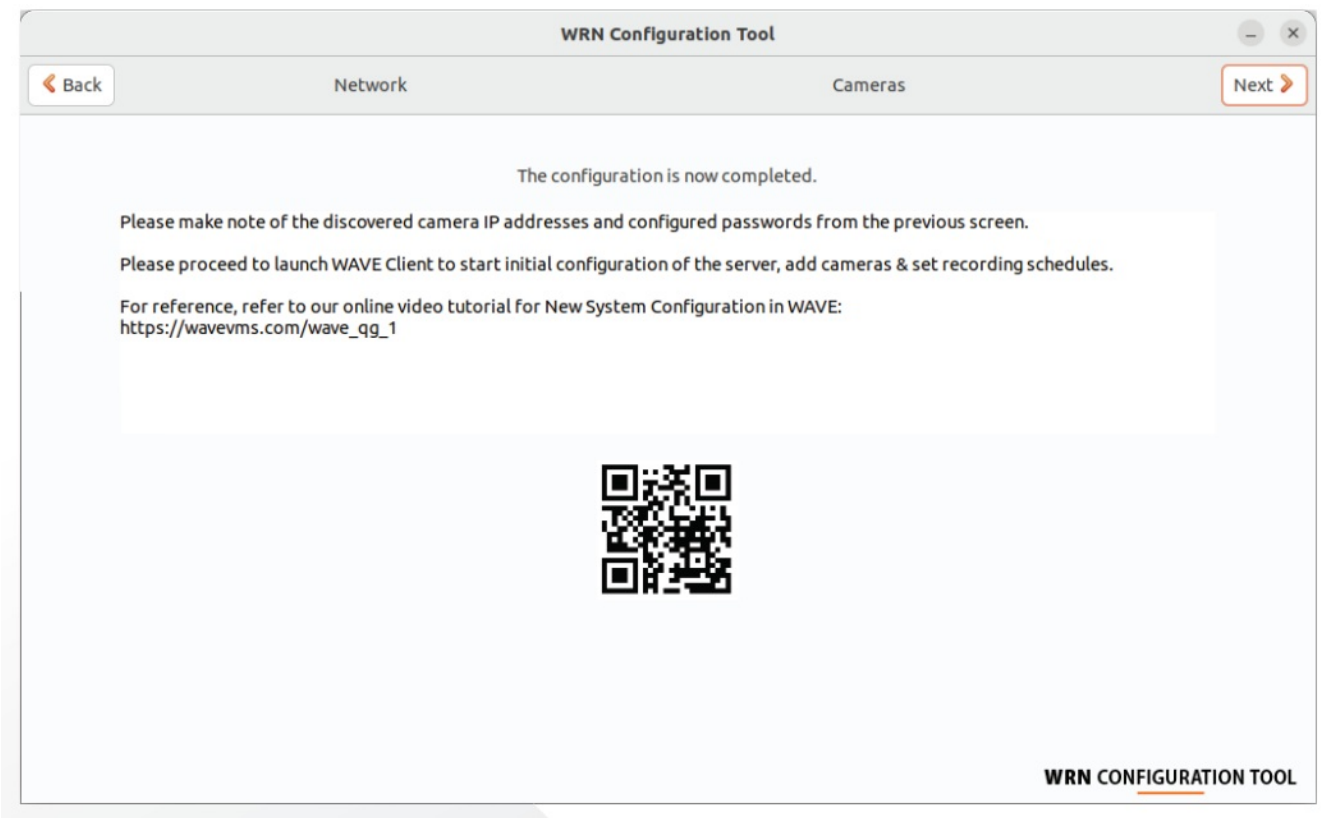 WRN Configuration Tool
Back
Network
Cameras
Next
The configuration is now completed.
Please make note of the discovered camera IP addresses and configured passwords from the previous screen.
Please proceed to launch WAVE Client to start initial configuration of the server, add cameras & set recording schedules.
For reference, refer to our online video tutorial for New System Configuration in WAVE:
https://wavevms.com/wave_qg_1
WRN CONFIGURATION TOOL